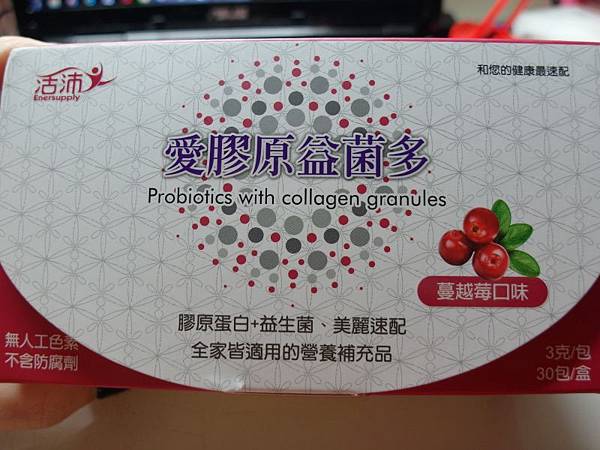 活沛
Enersupply
和您的健康最速配
愛膠原益菌多
Probiotics with collagen granules
蔓越莓口味
膠原蛋白+益生菌、美麗速配
全家皆適用的營養補充品
無人工色素
不含防腐劑
3克/包
30包/盒